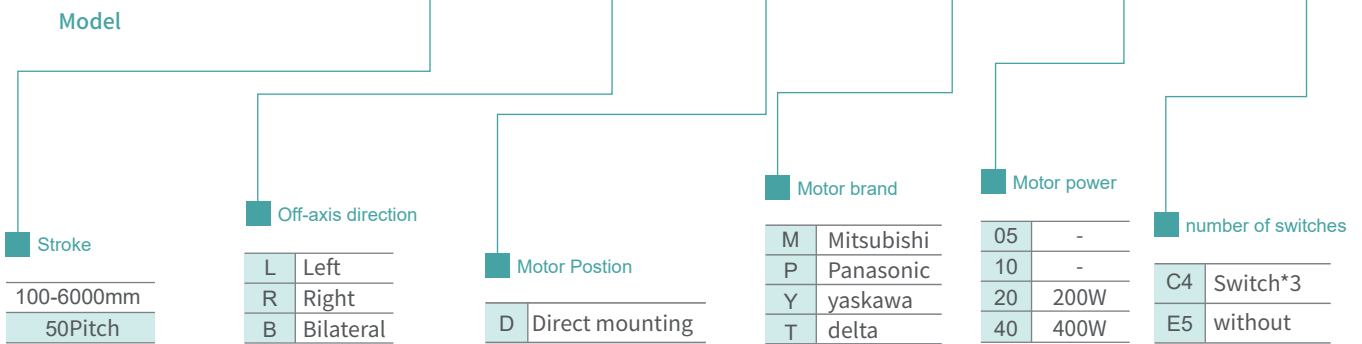 Model
Stroke
100-6000mm
50Pitch
Off-axis direction
L Left
R Right
B Bilateral
Motor Postion
D Direct mounting
Motor brand
M Mitsubishi
P Panasonic
Y yaskawa
T delta
Motor power
05 -
10 -
20 200W
40 400W
number of switches
C4 Switch*3
E5 without